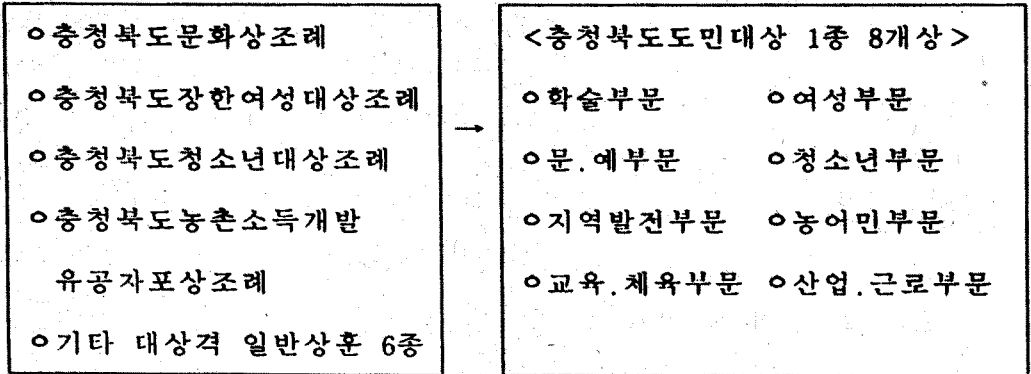 ㅇ충청북도문화상조례
ㅇ충청북도장한여성대상조례
ㅇ충청북도청소년대상조례
ㅇ충청북도농촌소득개발
유공자포상조례
ㅇ기타 대상격 일반상훈 6종
→
<충청북도도민대상 1종 8개상>
ㅇ학술부문 ㅇ여성부문
ㅇ문.예부문 ㅇ청소년부문
ㅇ지역발전부문 ㅇ농어민부문
ㅇ교육.체육부문 ㅇ산업.근로부문